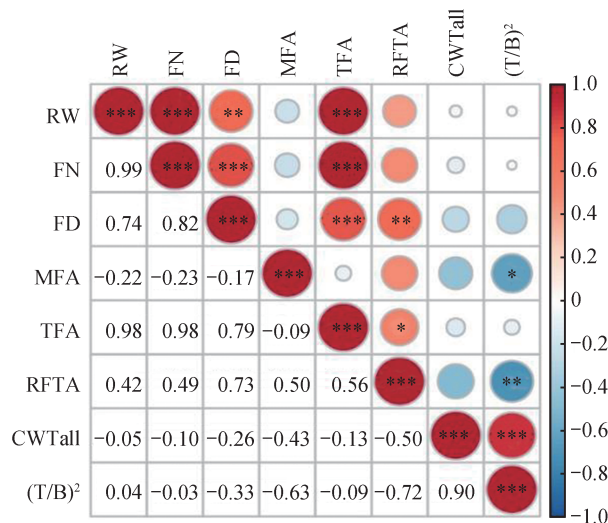 RW FN FD MFA TFA RFTA CWTall (T/B)²
RW *** *** ** ***
FN 0.99 *** *** ***
FD 0.74 0.82 *** *** **
MFA −0.22 −0.23 −0.17 *** *
TFA 0.98 0.98 0.79 −0.09 *** *
RFTA 0.42 0.49 0.73 0.50 0.56 *** **
CWTall −0.05 −0.10 −0.26 −0.43 −0.13 −0.50 *** ***
(T/B)² 0.04 −0.03 −0.33 −0.63 −0.09 −0.72 0.90 ***
1.0
0.8
0.6
0.4
0.2
0
−0.2
−0.4
−0.6
−0.8
−1.0